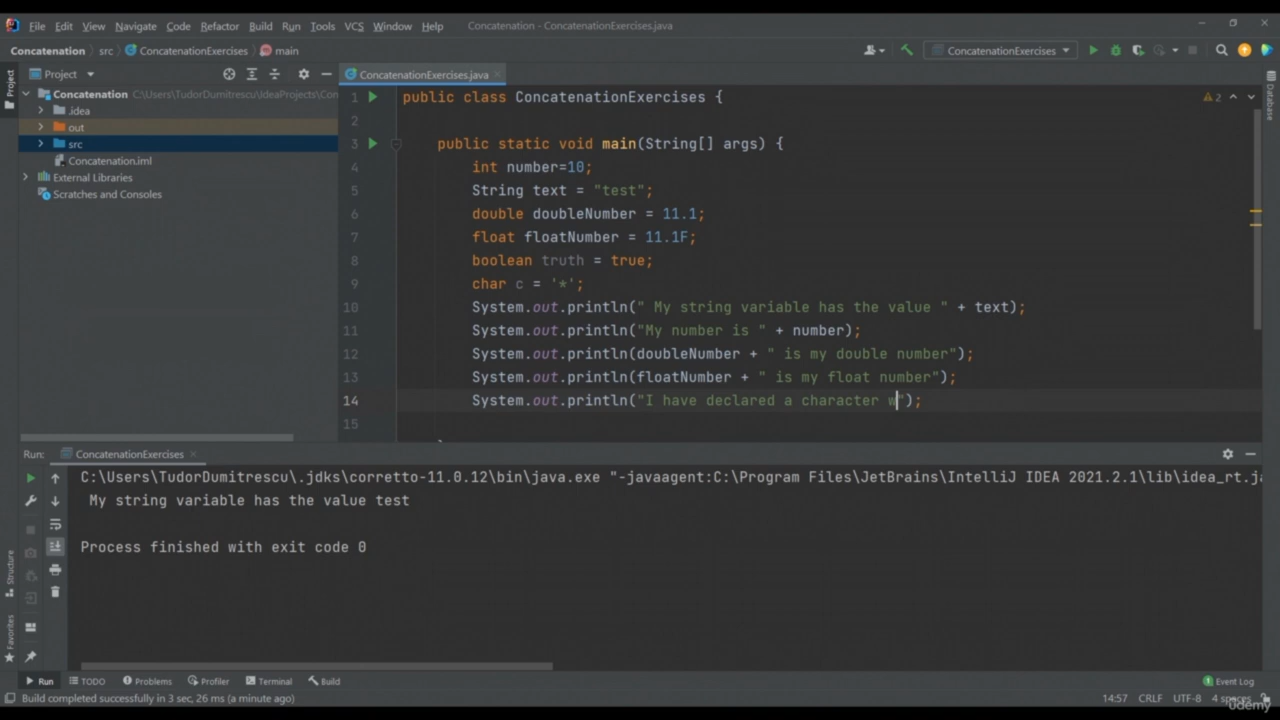 File Edit View Navigate Code Refactor Build Run Tools VCS Window Help Concatenation - ConcatenationExercises.java
Concatenation src ConcatenationExercises main ConcatenationExercises
Project
Project
ConcatenationExercises.java
Concatenation C:\Users\TudorDumitrescu\IdeaProjects\Con
.idea
out
src
Concatenation.iml
External Libraries
Scratches and Consoles
1 public class ConcatenationExercises {
2
3 public static void main(String[] args) {
4 int number=10;
5 String text = "test";
6 double doubleNumber = 11.1;
7 float floatNumber = 11.1F;
8 boolean truth = true;
9 char c = '*';
10 System.out.println(" My string variable has the value " + text);
11 System.out.println("My number is " + number);
12 System.out.println(doubleNumber + " is my double number");
13 System.out.println(floatNumber + " is my float number");
14 System.out.println("I have declared a character w");
15
2
Database
Run: ConcatenationExercises
C:\Users\TudorDumitrescu\.jdks\corretto-11.0.12\bin\java.exe "-javaagent:C:\Program Files\JetBrains\IntelliJ IDEA 2021.2.1\lib\idea_rt.ja
My string variable has the value test
Process finished with exit code 0
Structure
Favorites
Run TODO Problems Profiler Terminal Build 1 Event Log
Build completed successfully in 3 sec, 26 ms (a minute ago) 14:57 CRLF UTF-8 4 spaces
udemy